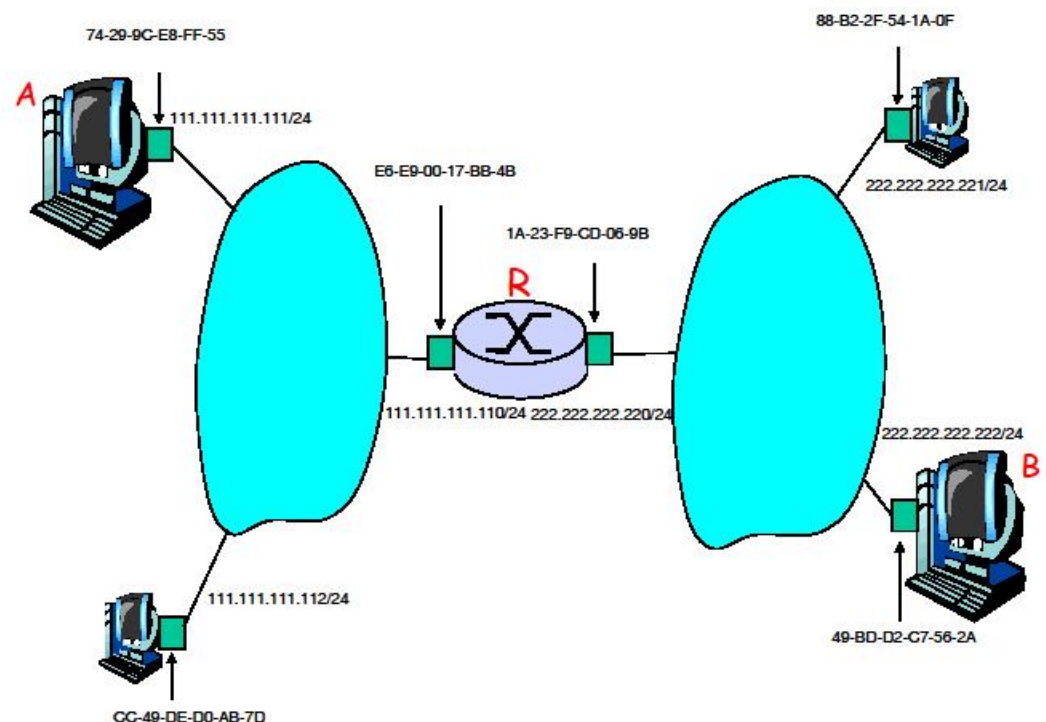 74-29-9C-E8-FF-55
88-B2-2F-54-1A-0F
A
111.111.111.111/24
E6-E9-00-17-BB-4B
222.222.222.221/24
1A-23-F9-CD-06-9B
R
111.111.111.110/24
222.222.222.220/24
222.222.222.222/24
B
111.111.111.112/24
49-BD-D2-C7-56-2A
CC-49-DE-D0-AB-7D